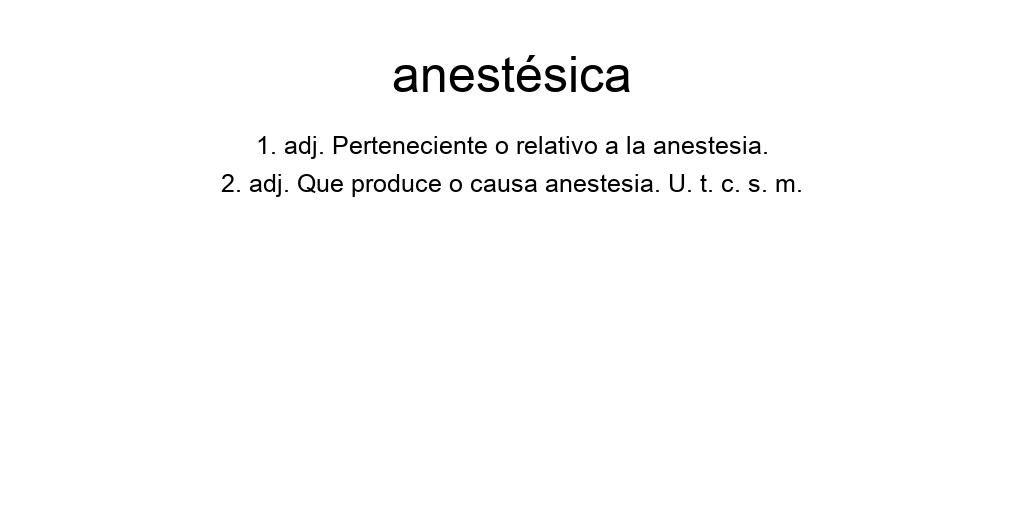 anestésica
1. adj. Perteneciente o relativo a la anestesia.
2. adj. Que produce o causa anestesia. U. t. c. s. m.